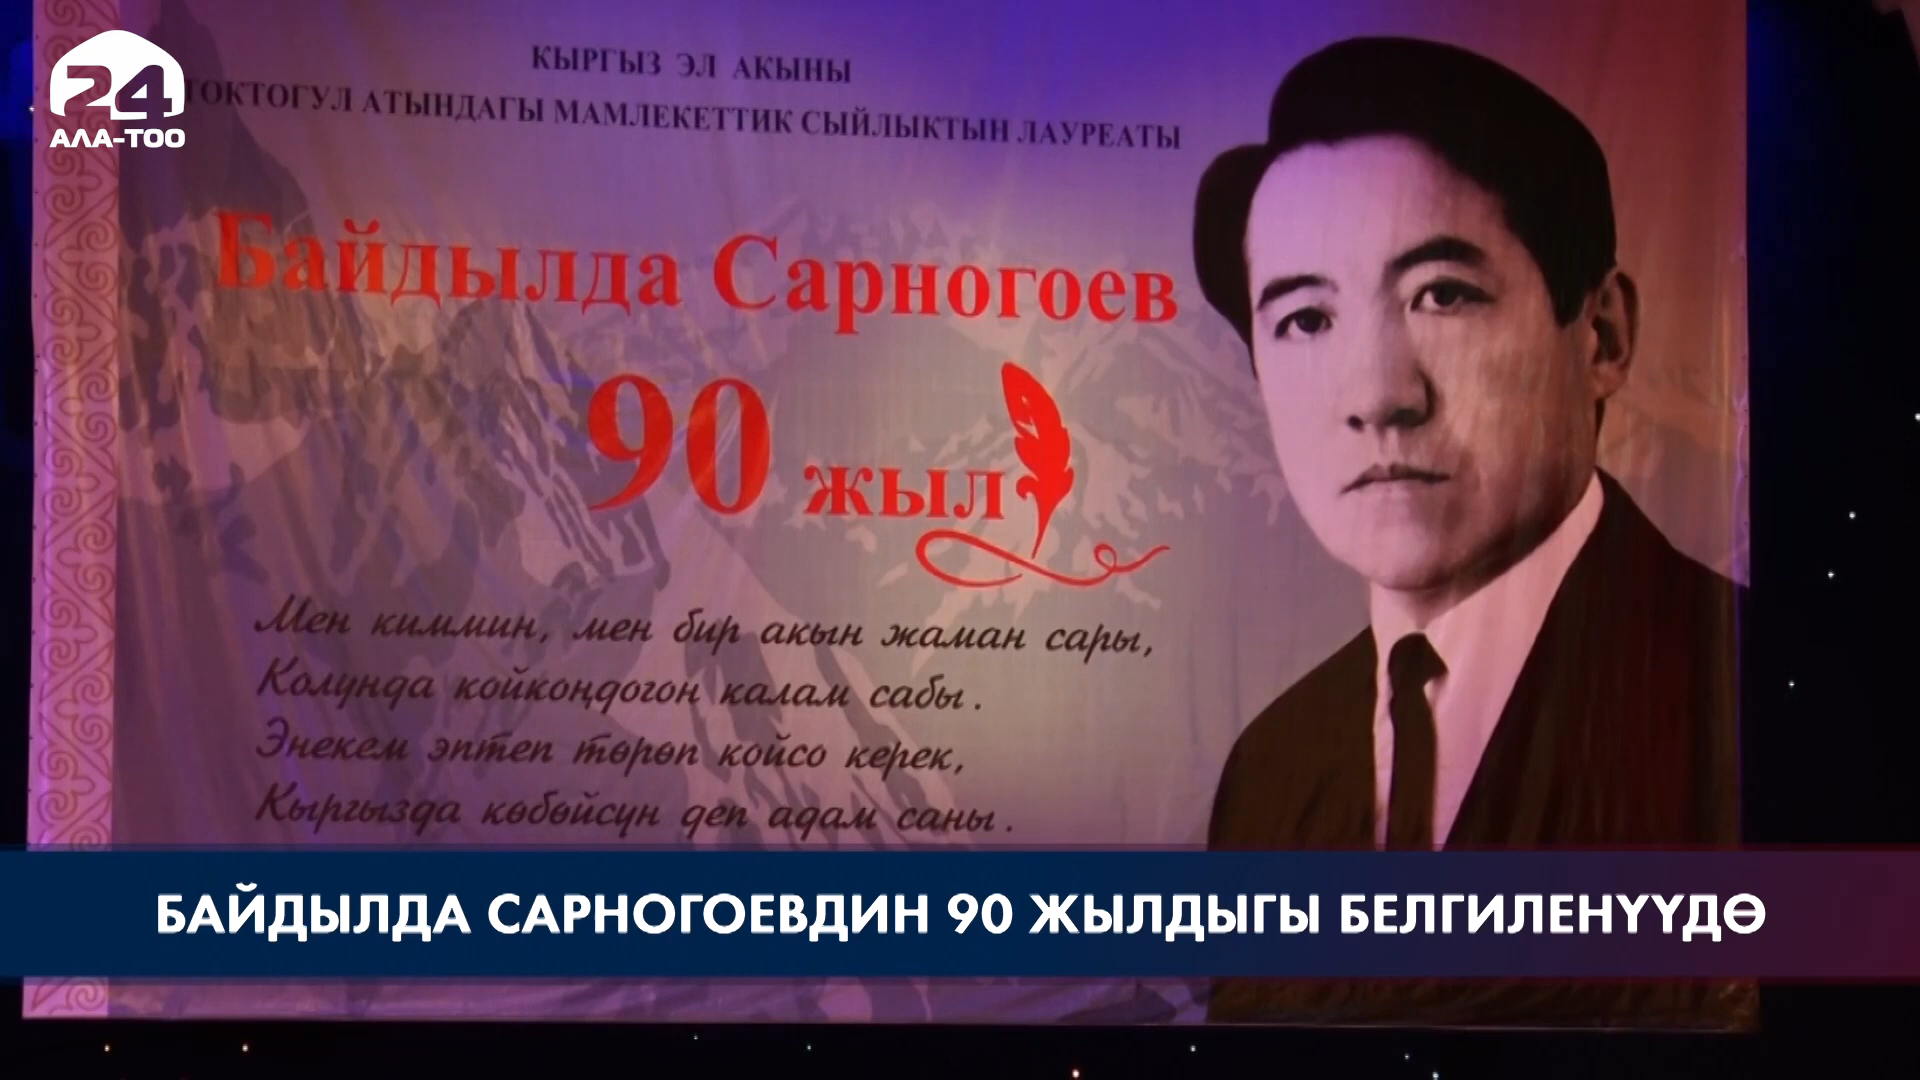 24
АЛА-ТОО
КЫРГЫЗ ЭЛ АКЫНЫ
ТОКТОГУЛ АТЫНДАГЫ МАМЛЕКЕТТИК СЫЙЛЫКТЫН ЛАУРЕАТЫ
Байдылда Сарногоев
90 жыл
Мен киммин, мен бир акын жаман сары,
Колунда койкоңдогон калам сабы.
Энекем эптеп төрөп койсо керек,
Кыргызда көбөйсүн деп адам саны.
БАЙДЫЛДА САРНОГОЕВДИН 90 ЖЫЛДЫГЫ БЕЛГИЛЕНҮҮДӨ